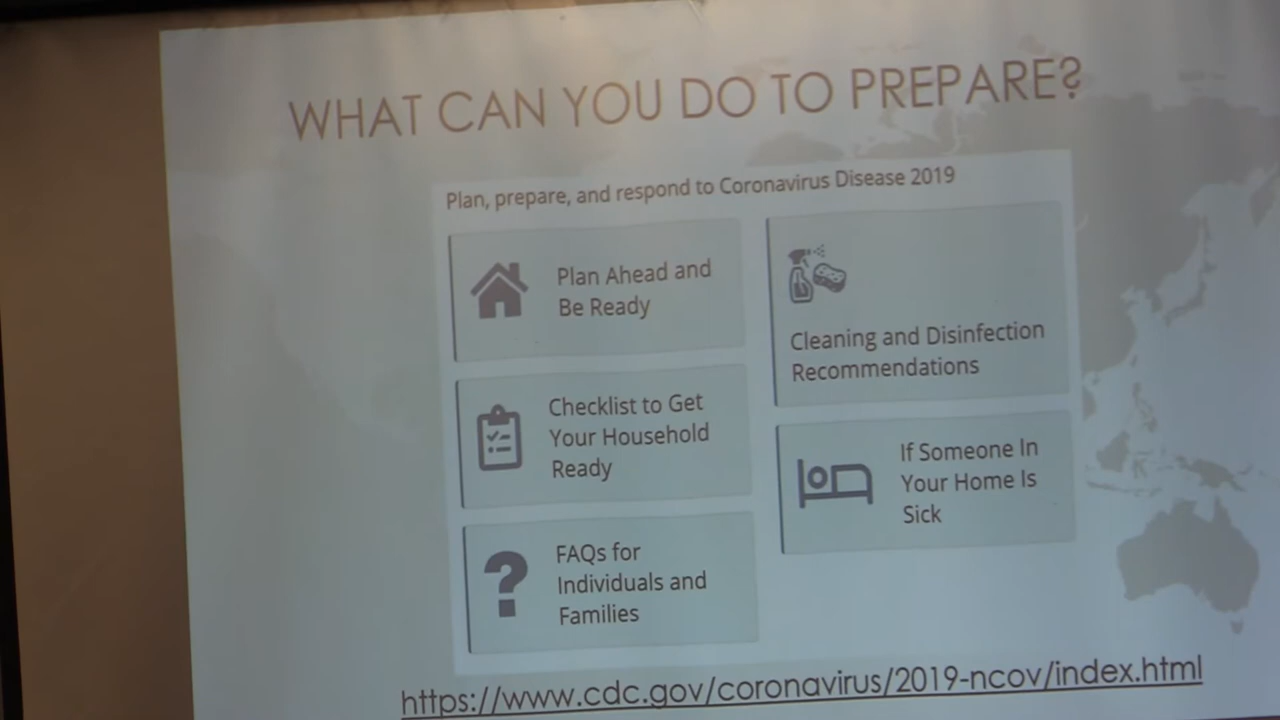 WHAT CAN YOU DO TO PREPARE?
Plan, prepare, and respond to Coronavirus Disease 2019
Plan Ahead and
Be Ready
Checklist to Get
Your Household
Ready
FAQs for
Individuals and
Families
Cleaning and Disinfection
Recommendations
If Someone In
Your Home Is
Sick
https://www.cdc.gov/coronavirus/2019-ncov/index.html